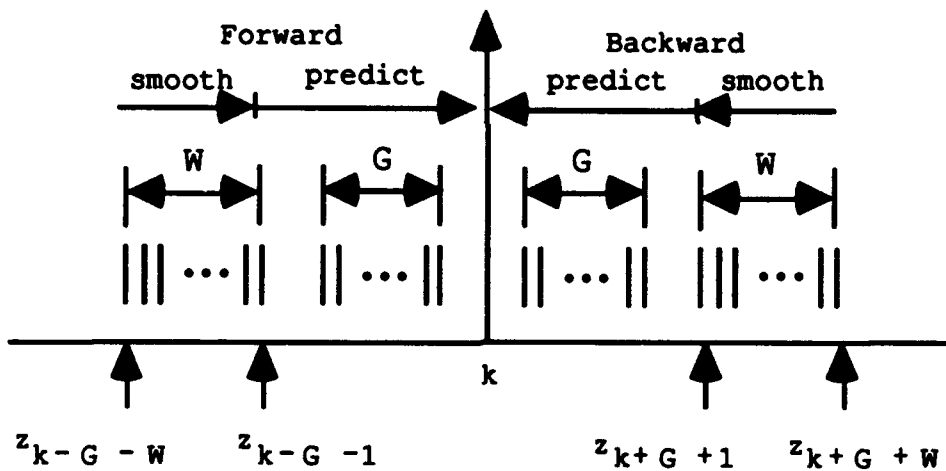 Forward Backward
smooth predict predict smooth
W G G W
||| ••• || || ••• || || ••• || ||| ••• ||
k
z k-G-W z k-G-1 z k+G+1 z k+G+W